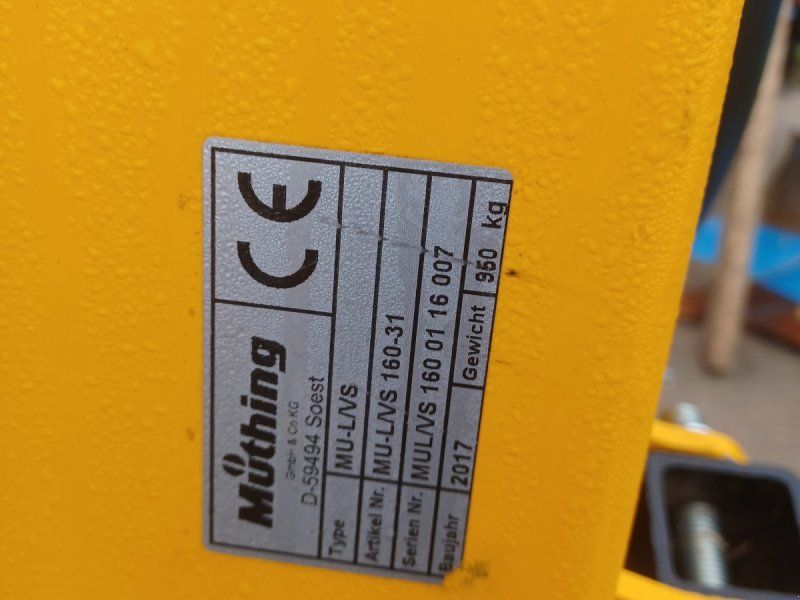 Müthing
GmbH & Co KG
D-59494 Soest
CE
Type MU-L/VS
Artikel Nr. MU-L/VS 160-31
Serien Nr. MUL/VS 160 01 16 007
Baujahr 2017 Gewicht 950 kg